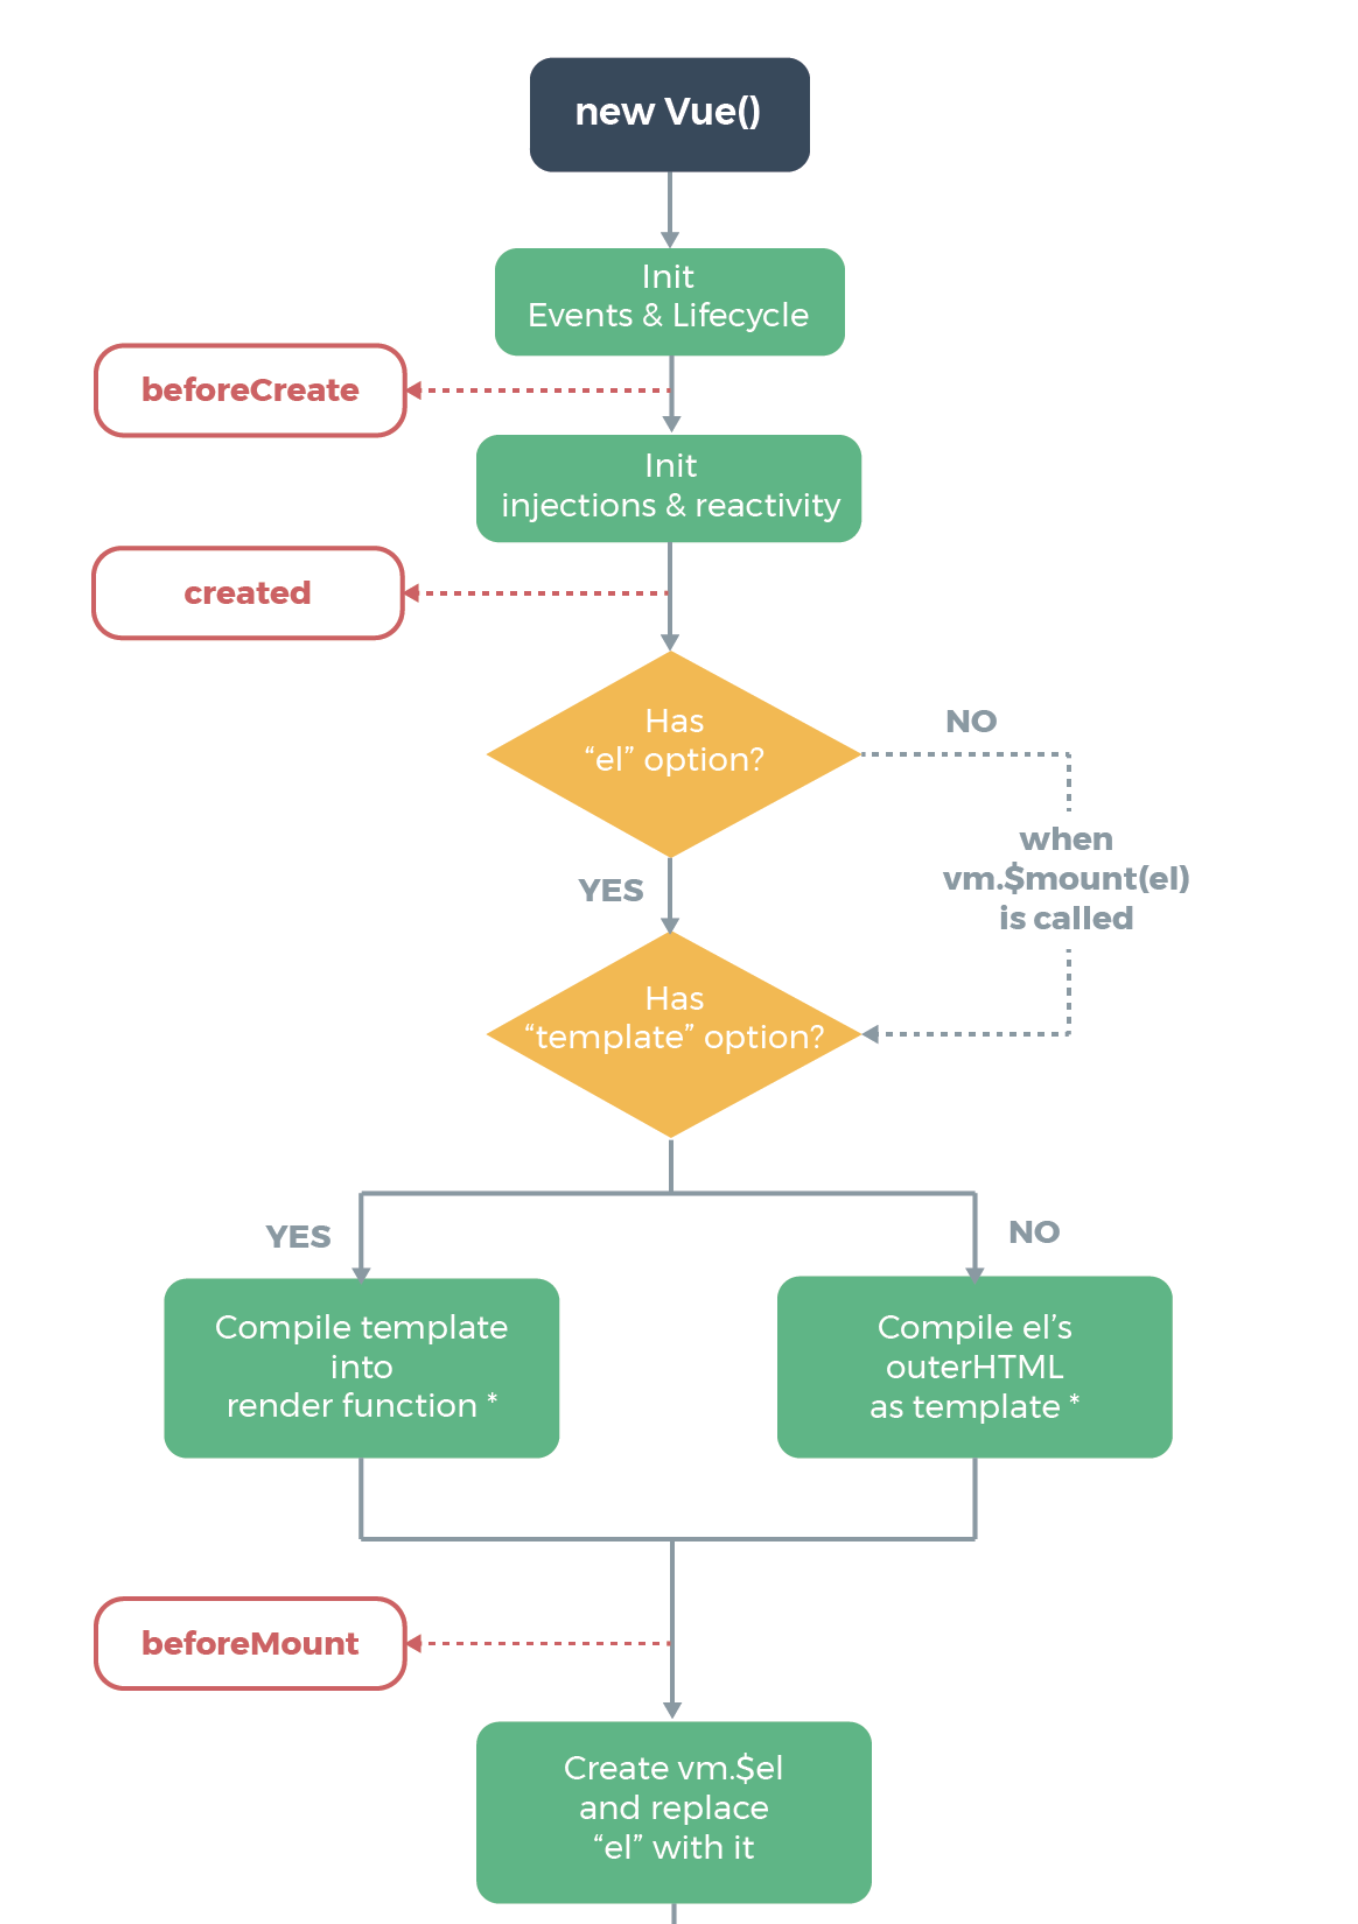 new Vue()
Init
Events & Lifecycle
beforeCreate
Init
injections & reactivity
created
Has
“el” option?
NO
when
vm.$mount(el)
is called
YES
Has
“template” option?
YES
NO
Compile template
into
render function *
Compile el’s
outerHTML
as template *
beforeMount
Create vm.$el
and replace
“el” with it